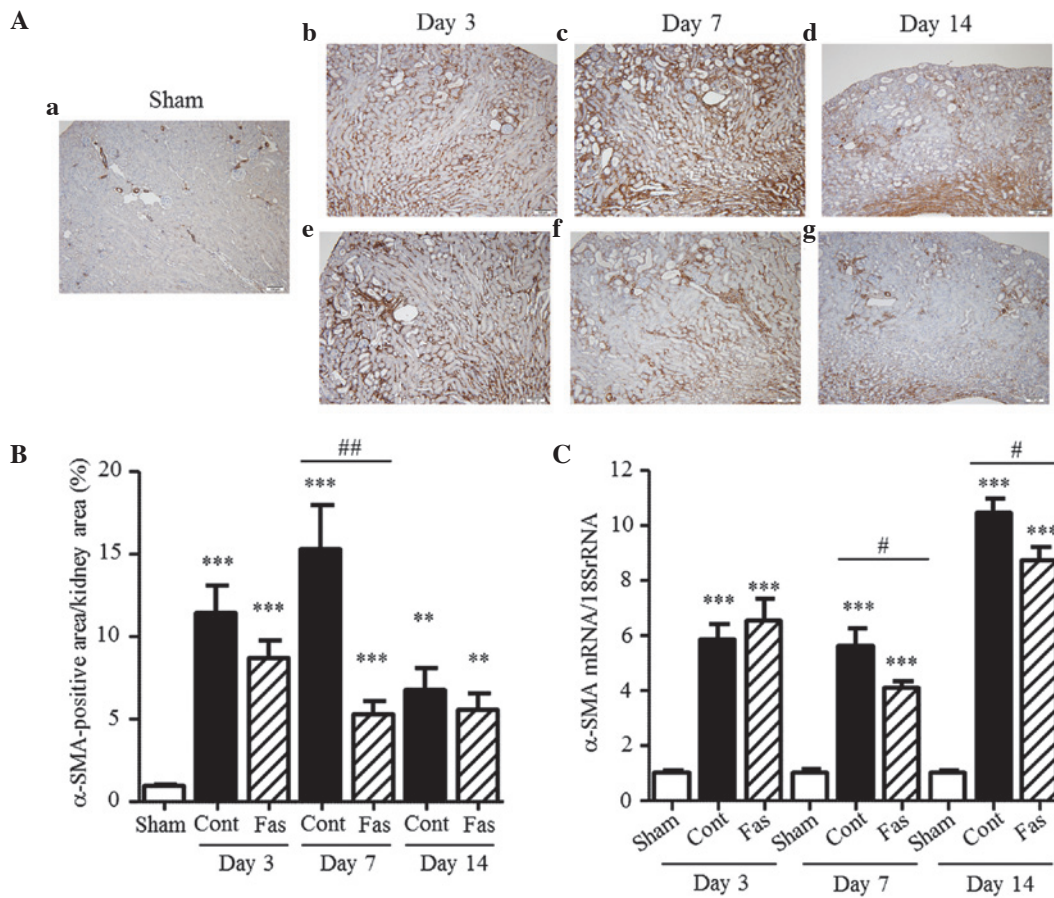 A
Day 3
Day 7
Day 14
b
c
d
Sham
a
e
f
g
B
α-SMA-positive area/kidney area (%)
20
15
10
5
0
***
***
##
***
***
**
**
Sham
Cont
Fas
Cont
Fas
Cont
Fas
Day 3
Day 7
Day 14
C
α-SMA mRNA/18SrRNA
12
10
8
6
4
2
0
***
***
#
***
***
#
***
***
Sham
Cont
Fas
Sham
Cont
Fas
Sham
Cont
Fas
Day 3
Day 7
Day 14